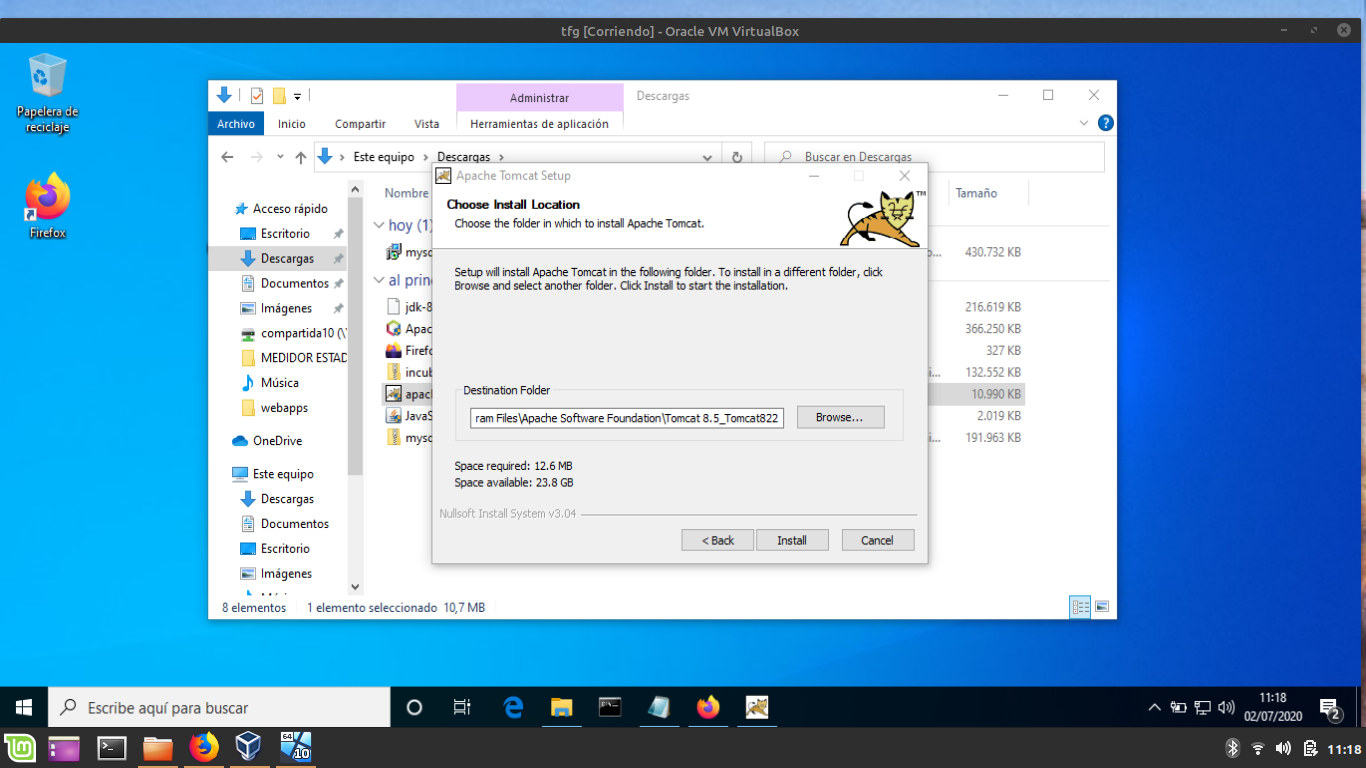 tfg [Corriendo] - Oracle VM VirtualBox
Papelera de
reciclaje
Firefox
Administrar
Descargas
Archivo
Inicio
Compartir
Vista
Herramientas de aplicación
Este equipo
Descargas
Buscar en Descargas
Nombre
Tamaño
Acceso rápido
Escritorio
Descargas
Documentos
Imágenes
compartida10 (\
MEDIDOR ESTAD
Música
webapps
OneDrive
Este equipo
Descargas
Documentos
Escritorio
Imágenes
hoy (1)
430.732 KB
al prin
jdk-8
216.619 KB
Apac
366.250 KB
Firefo
327 KB
incub
132.552 KB
apac
10.990 KB
JavaS
2.019 KB
mysq
191.963 KB
Apache Tomcat Setup
Choose Install Location
Choose the folder in which to install Apache Tomcat.
TM
Setup will install Apache Tomcat in the following folder. To install in a different folder, click
Browse and select another folder. Click Install to start the installation.
Destination Folder
ram Files\Apache Software Foundation\Tomcat 8.5_Tomcat822
Browse...
Space required: 12.6 MB
Space available: 23.8 GB
Nullsoft Install System v3.04
< Back
Install
Cancel
8 elementos
1 elemento seleccionado 10,7 MB
Escribe aquí para buscar
11:18
02/07/2020
2
64
10
11:18